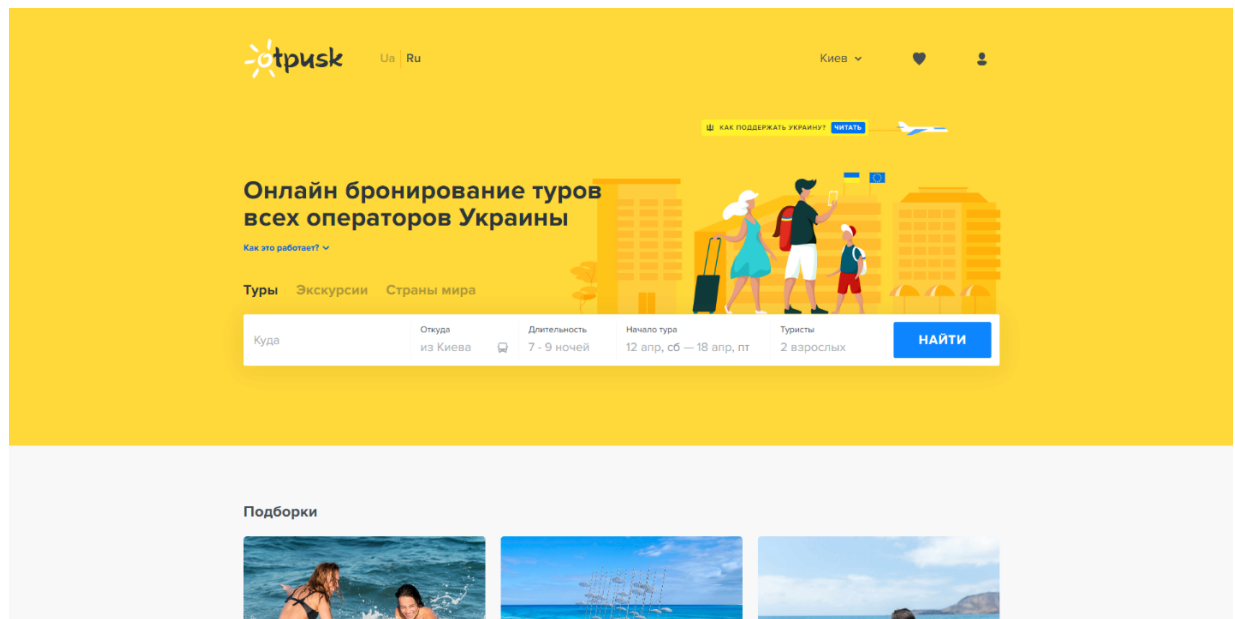 otpusk
Ua Ru
Киев
КАК ПОДДЕРЖАТЬ УКРАИНУ? ЧИТАТЬ
Онлайн бронирование туров
всех операторов Украины
Как это работает?
Туры Экскурсии Страны мира
Куда
Откуда
из Киева
Длительность
7 - 9 ночей
Начало тура
12 апр, сб — 18 апр, пт
Туристы
2 взрослых
НАЙТИ
Подборки